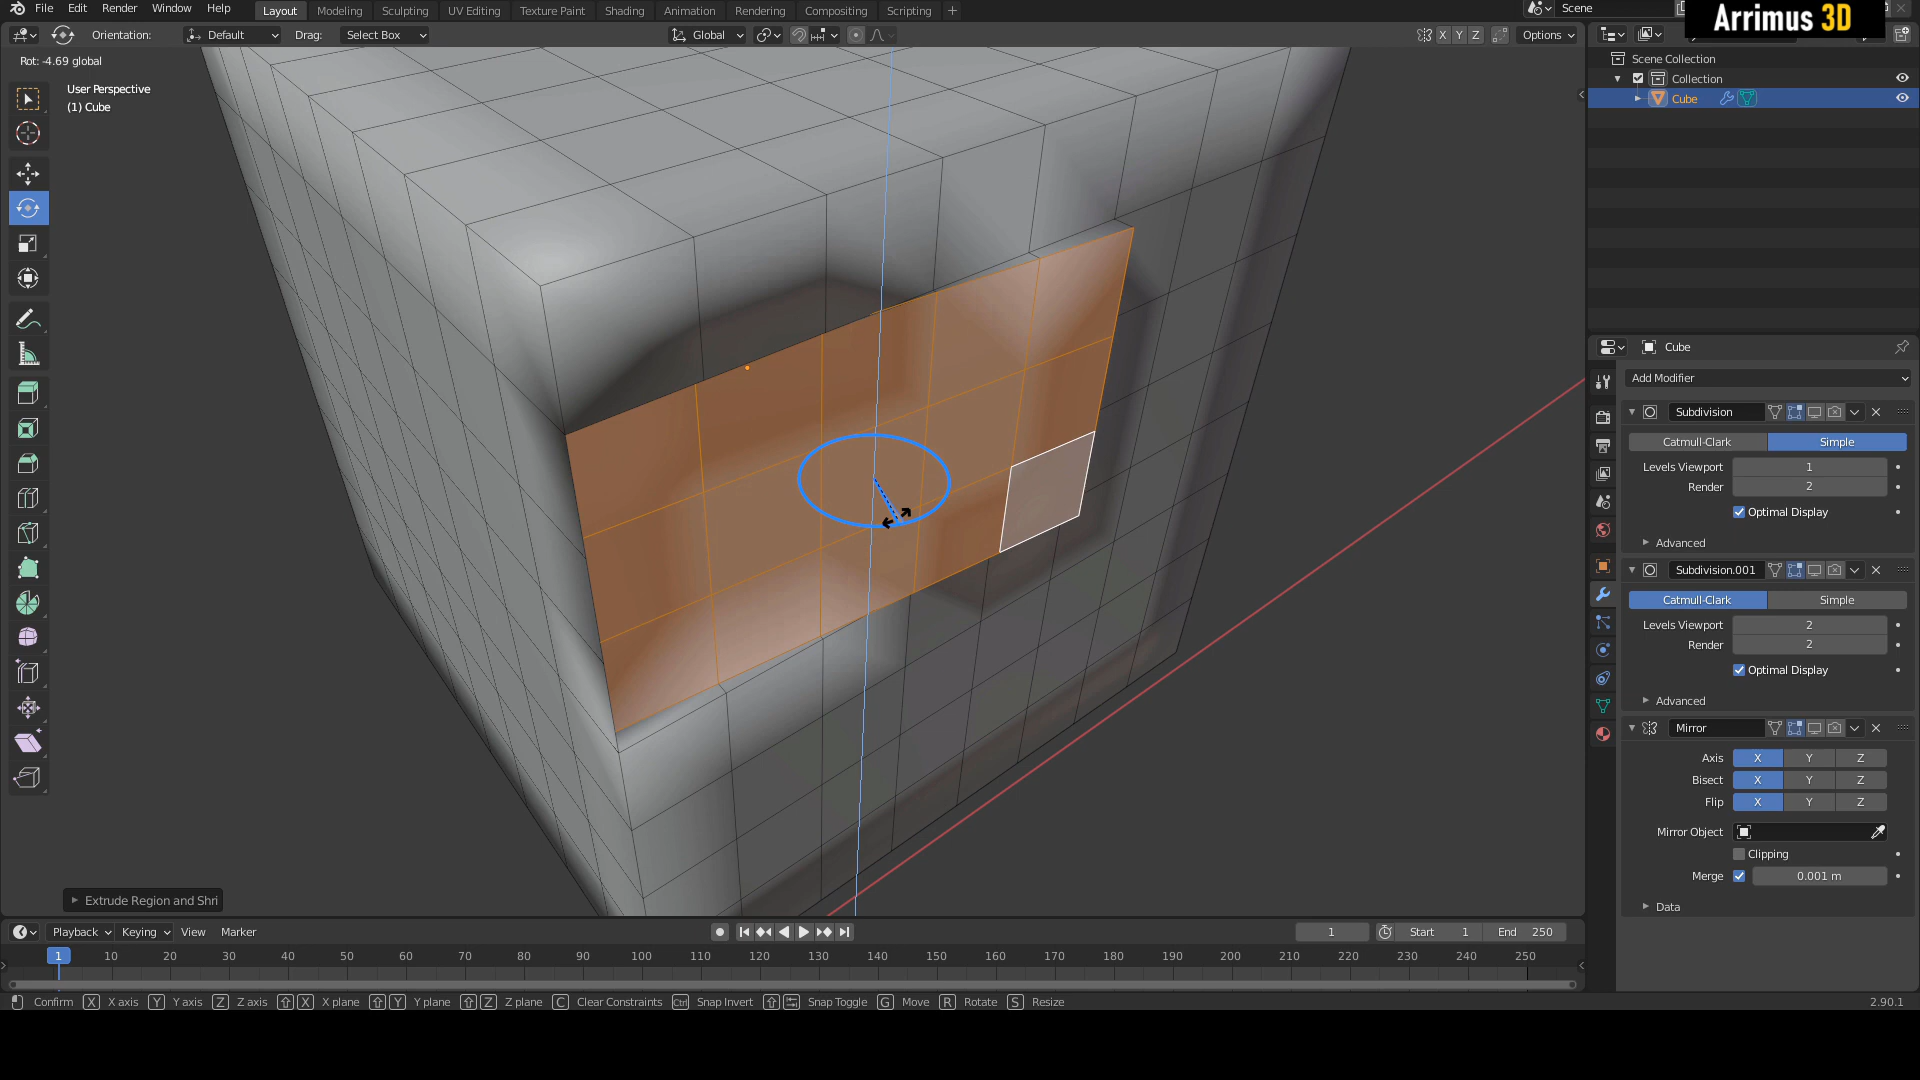 File Edit Render Window Help Layout Modeling Sculpting UV Editing Texture Paint Shading Animation Rendering Compositing Scripting + Scene
Arrimus 3D
Orientation: Default Drag: Select Box Global X Y Z Options
Rot: -4.69 global
User Perspective
(1) Cube
Scene Collection
Collection
Cube
Cube
Add Modifier
Subdivision
Catmull-Clark Simple
Levels Viewport 1
Render 2
Optimal Display
Advanced
Subdivision.001
Catmull-Clark Simple
Levels Viewport 2
Render 2
Optimal Display
Advanced
Mirror
Axis X Y Z
Bisect X Y Z
Flip X Y Z
Mirror Object
Clipping
Merge 0.001 m
Data
Extrude Region and Shri
Playback Keying View Marker 1 Start 1 End 250
1 10 20 30 40 50 60 70 80 90 100 110 120 130 140 150 160 170 180 190 200 210 220 230 240 250
Confirm X X axis Y Y axis Z Z axis X X plane Y Y plane Z Z plane C Clear Constraints Ctrl Snap Invert Snap Toggle G Move R Rotate S Resize 2.90.1